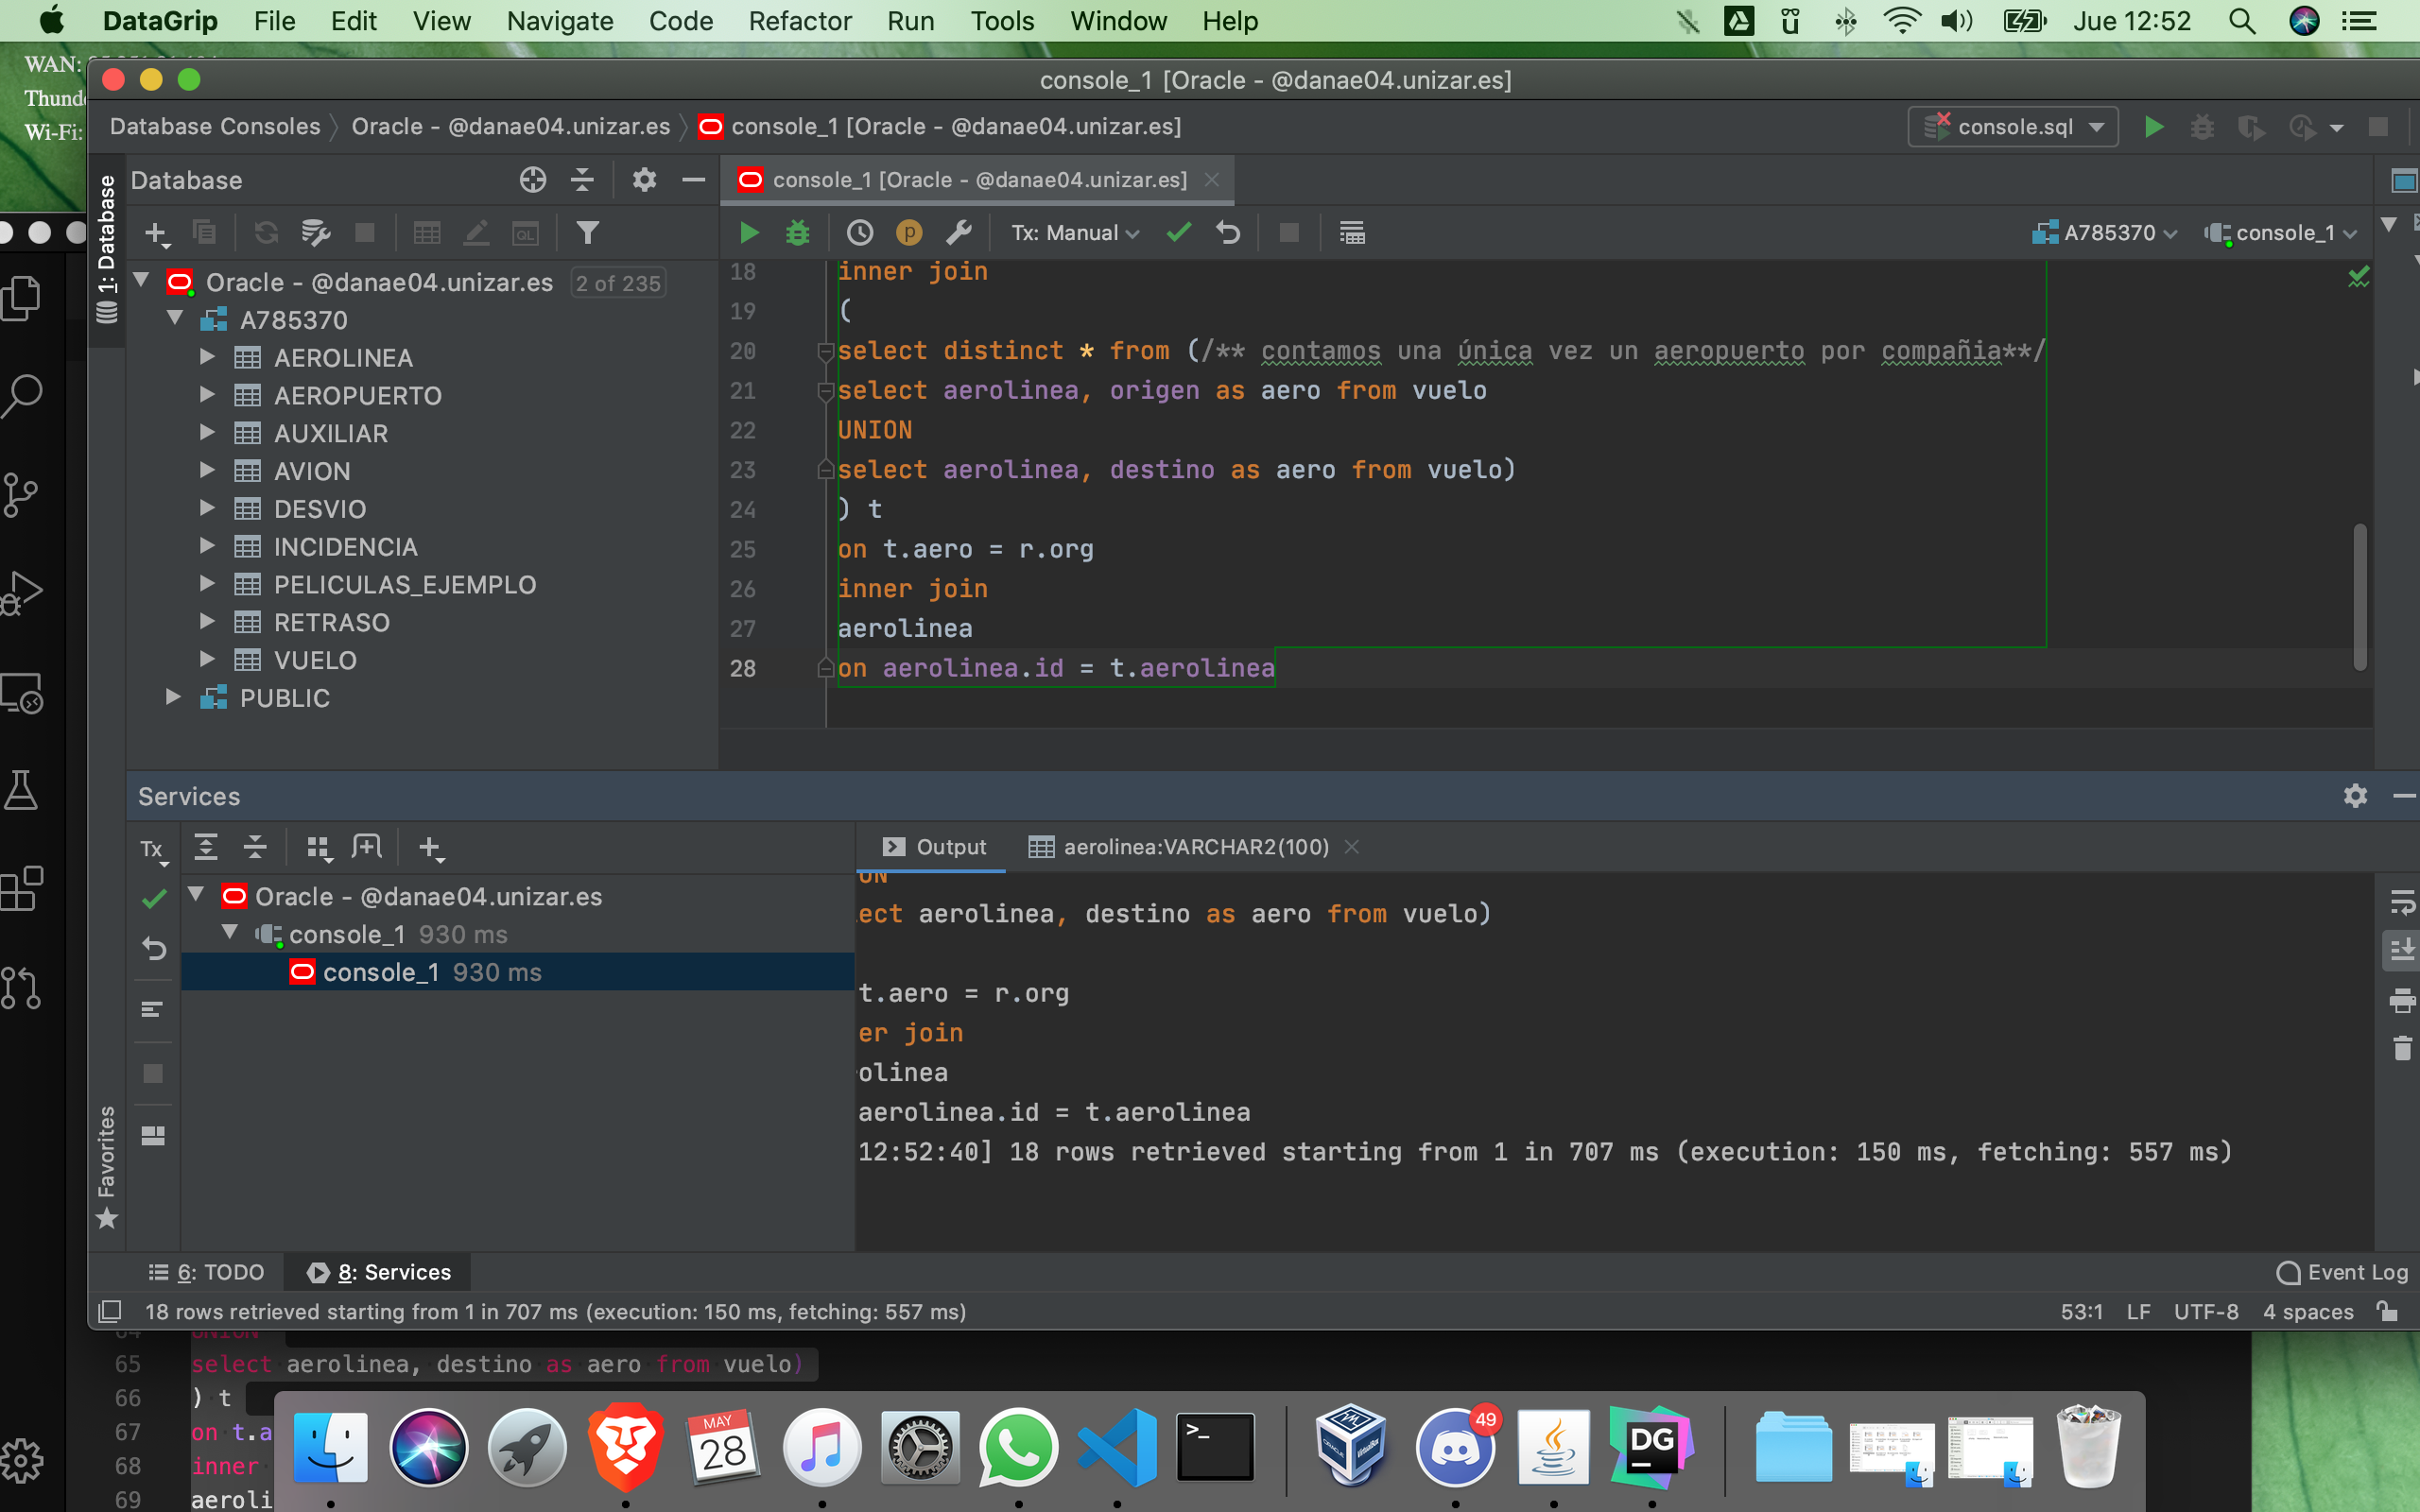 DataGrip File Edit View Navigate Code Refactor Run Tools Window Help Jue 12:52
WAN:
Wi-Fi:
console_1 [Oracle - @danae04.unizar.es]
Database Consoles Oracle - @danae04.unizar.es console_1 [Oracle - @danae04.unizar.es] console.sql
1: Database
Database
console_1 [Oracle - @danae04.unizar.es]
QL
p
Tx: Manual
A785370
console_1
Oracle - @danae04.unizar.es 2 of 235
A785370
AEROLINEA
AEROPUERTO
AUXILIAR
AVION
DESVIO
INCIDENCIA
PELICULAS_EJEMPLO
RETRASO
VUELO
PUBLIC
18 inner join
19 (
20 select distinct * from (/** contamos una única vez un aeropuerto por compañia**/
21 select aerolinea, origen as aero from vuelo
22 UNION
23 select aerolinea, destino as aero from vuelo)
24 ) t
25 on t.aero = r.org
26 inner join
27 aerolinea
28 on aerolinea.id = t.aerolinea
Services
Tx
Output aerolinea:VARCHAR2(100)
Oracle - @danae04.unizar.es
console_1 930 ms
console_1 930 ms
ect aerolinea, destino as aero from vuelo)
t.aero = r.org
er join
olinea
aerolinea.id = t.aerolinea
12:52:40] 18 rows retrieved starting from 1 in 707 ms (execution: 150 ms, fetching: 557 ms)
Favorites
6: TODO 8: Services Event Log
18 rows retrieved starting from 1 in 707 ms (execution: 150 ms, fetching: 557 ms) 53:1 LF UTF-8 4 spaces
64 UNION
65 select aerolinea, destino as aero from vuelo)
66 ) t
67 on t.a
68 inner
69 aeroli
MAY
28
>_
49
DG